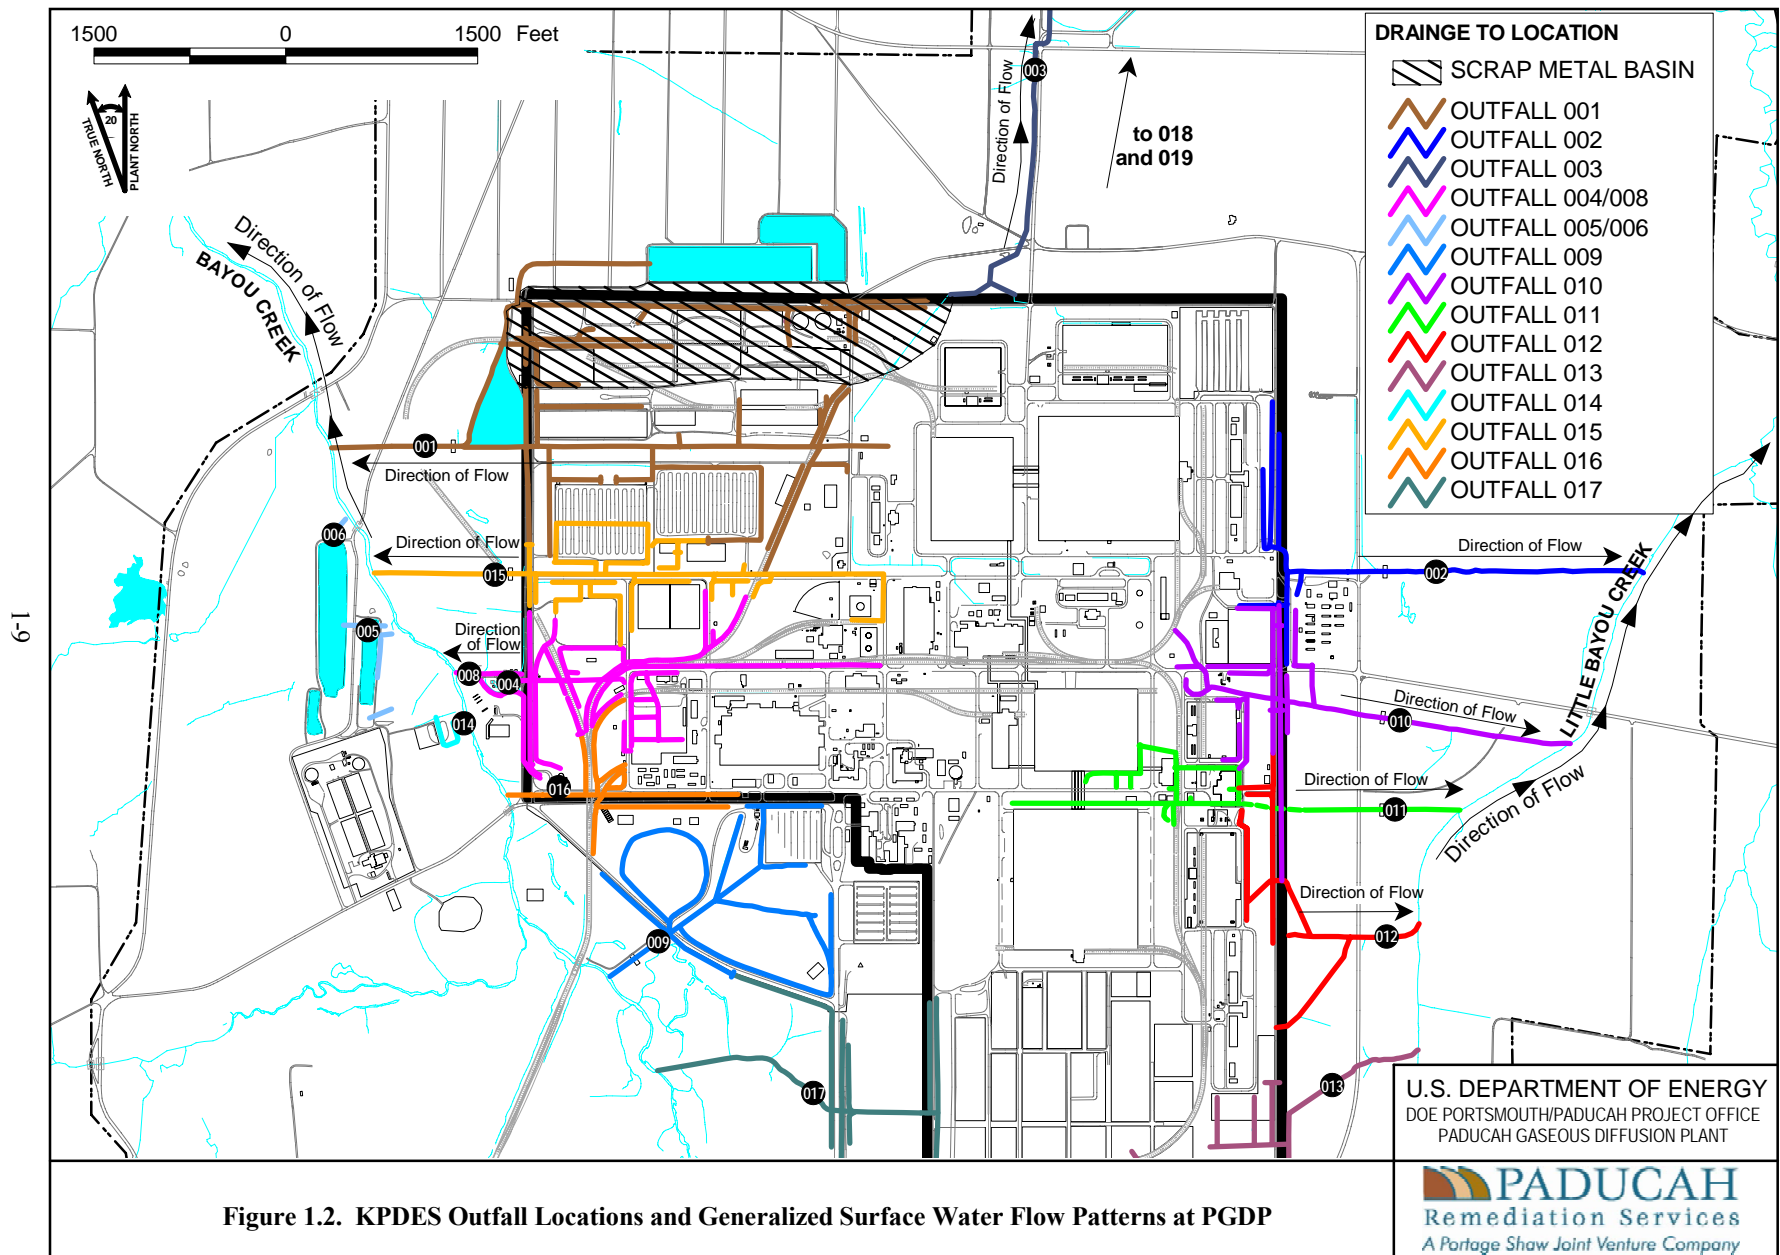 1500 0 1500 Feet
20
TRUE NORTH
PLANT NORTH
DRAINGE TO LOCATION
SCRAP METAL BASIN
OUTFALL 001
OUTFALL 002
OUTFALL 003
OUTFALL 004/008
OUTFALL 005/006
OUTFALL 009
OUTFALL 010
OUTFALL 011
OUTFALL 012
OUTFALL 013
OUTFALL 014
OUTFALL 015
OUTFALL 016
OUTFALL 017
003
Direction of Flow
to 018
and 019
Direction of Flow
BAYOU CREEK
001
Direction of Flow
006
Direction of Flow
015
Direction of Flow
002
LITTLE BAYOU CREEK
005
Direction
of Flow
008
004
014
Direction of Flow
010
016
Direction of Flow
011
Direction of Flow
Direction of Flow
012
009
017
013
1-9
U.S. DEPARTMENT OF ENERGY
DOE PORTSMOUTH/PADUCAH PROJECT OFFICE
PADUCAH GASEOUS DIFFUSION PLANT
PADUCAH
Remediation Services
A Portage Shaw Joint Venture Company
Figure 1.2. KPDES Outfall Locations and Generalized Surface Water Flow Patterns at PGDP